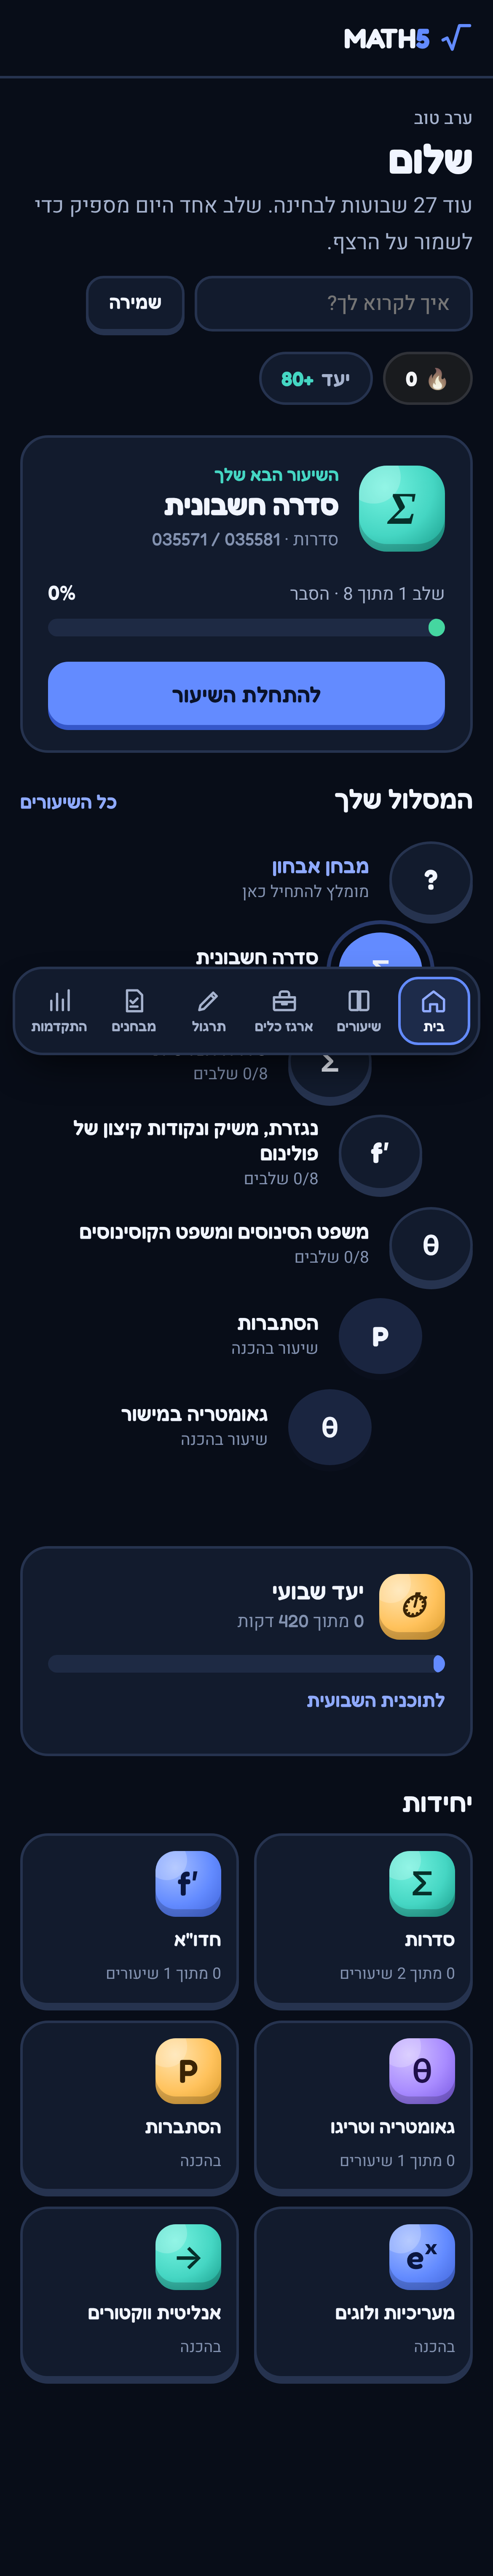 MATH5
ערב טוב
שלום
עוד 27 שבועות לבחינה. שלב אחד היום מספיק כדי
לשמור על הרצף.
איך לקרוא לך?
שמירה
🔥 0
יעד +80
Σ
השיעור הבא שלך
סדרה חשבונית
סדרות · 035581 / 035571
שלב 1 מתוך 8 · הסבר
0%
להתחלת השיעור
המסלול שלך
כל השיעורים
?
מבחן אבחון
מומלץ להתחיל כאן
סדרה חשבונית
בית
שיעורים
ארגז כלים
תרגול
מבחנים
התקדמות
Σ
0/8 שלבים
f′
נגזרת, משיק ונקודות קיצון של
פולינום
0/8 שלבים
θ
משפט הסינוסים ומשפט הקוסינוסים
0/8 שלבים
P
הסתברות
שיעור בהכנה
θ
גאומטריה במישור
שיעור בהכנה
יעד שבועי
0 מתוך 420 דקות
לתוכנית השבועית
יחידות
Σ
סדרות
0 מתוך 2 שיעורים
f′
חדו"א
0 מתוך 1 שיעורים
θ
גאומטריה וטריגו
0 מתוך 1 שיעורים
P
הסתברות
בהכנה
eˣ
מעריכיות ולוגים
בהכנה
→
אנליטית ווקטורים
בהכנה